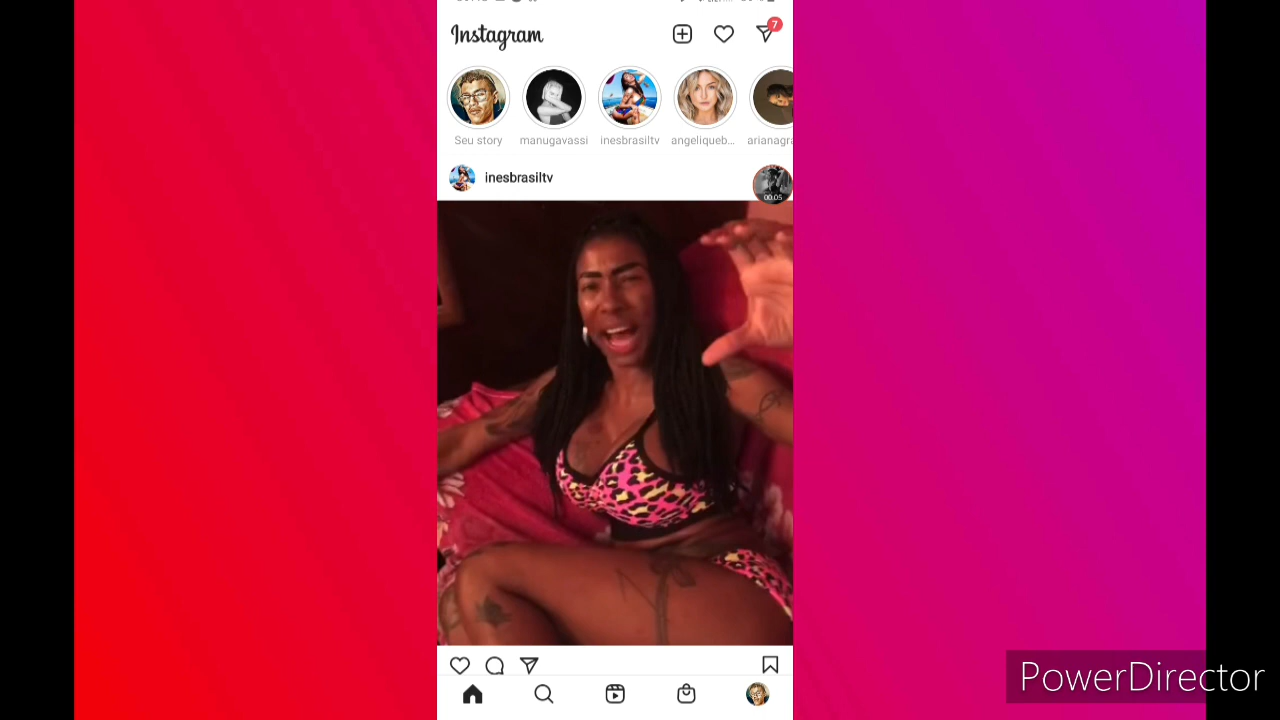 Instagram
7
Seu story
manugavassi
inesbrasiltv
angeliqueb...
arianagra
inesbrasiltv
00:05
PowerDirector